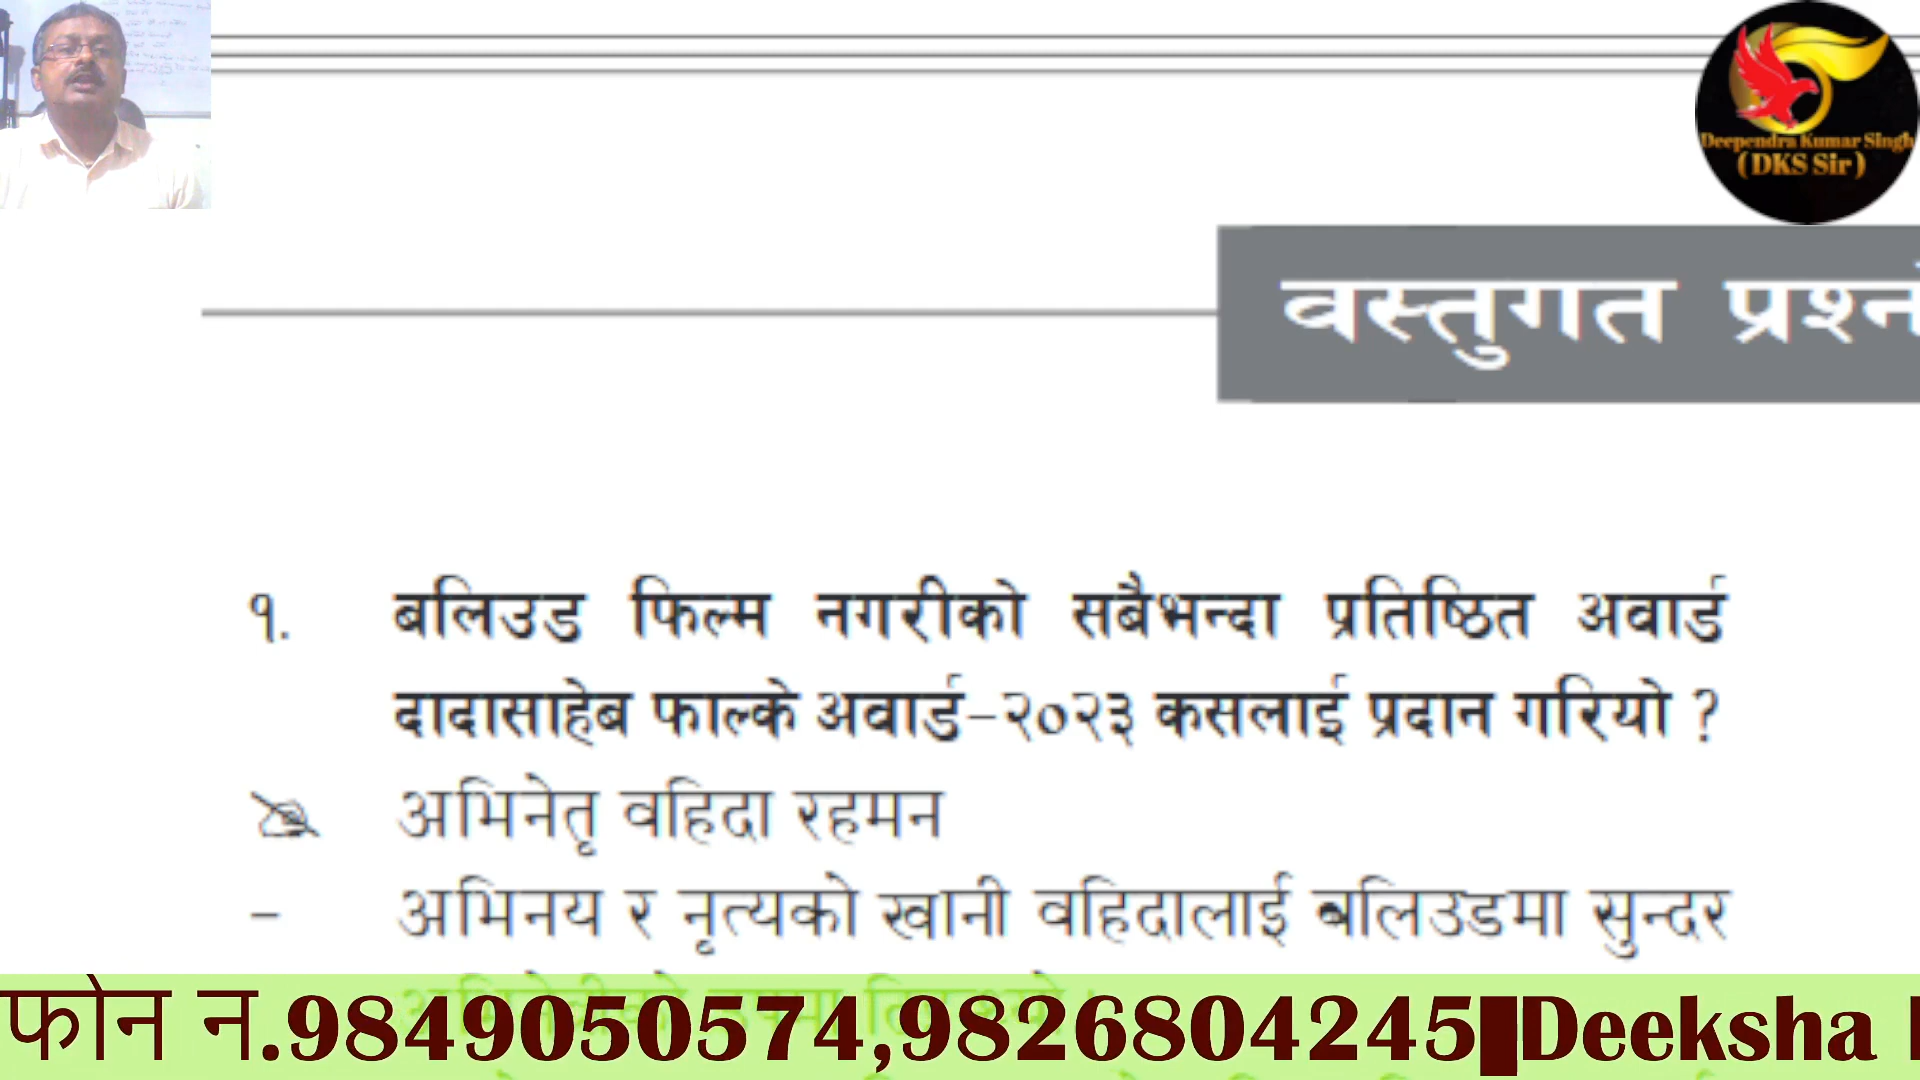 Deependra Kumar Singh
(DKS Sir)
वस्तुगत
१. बलिउड फिल्म नगरीको सबैभन्दा प्रतिष्ठित अवार्ड
दादासाहेब फाल्के अवार्ड–२०२३ कसलाई प्रदान गरियो ?
अभिनेतृ वहिदा रहमन
– अभिनय र नृत्यको खानी वहिदालाई बलिउडमा सुन्दर
फोन न.9849050574,9826804245 Deeksha